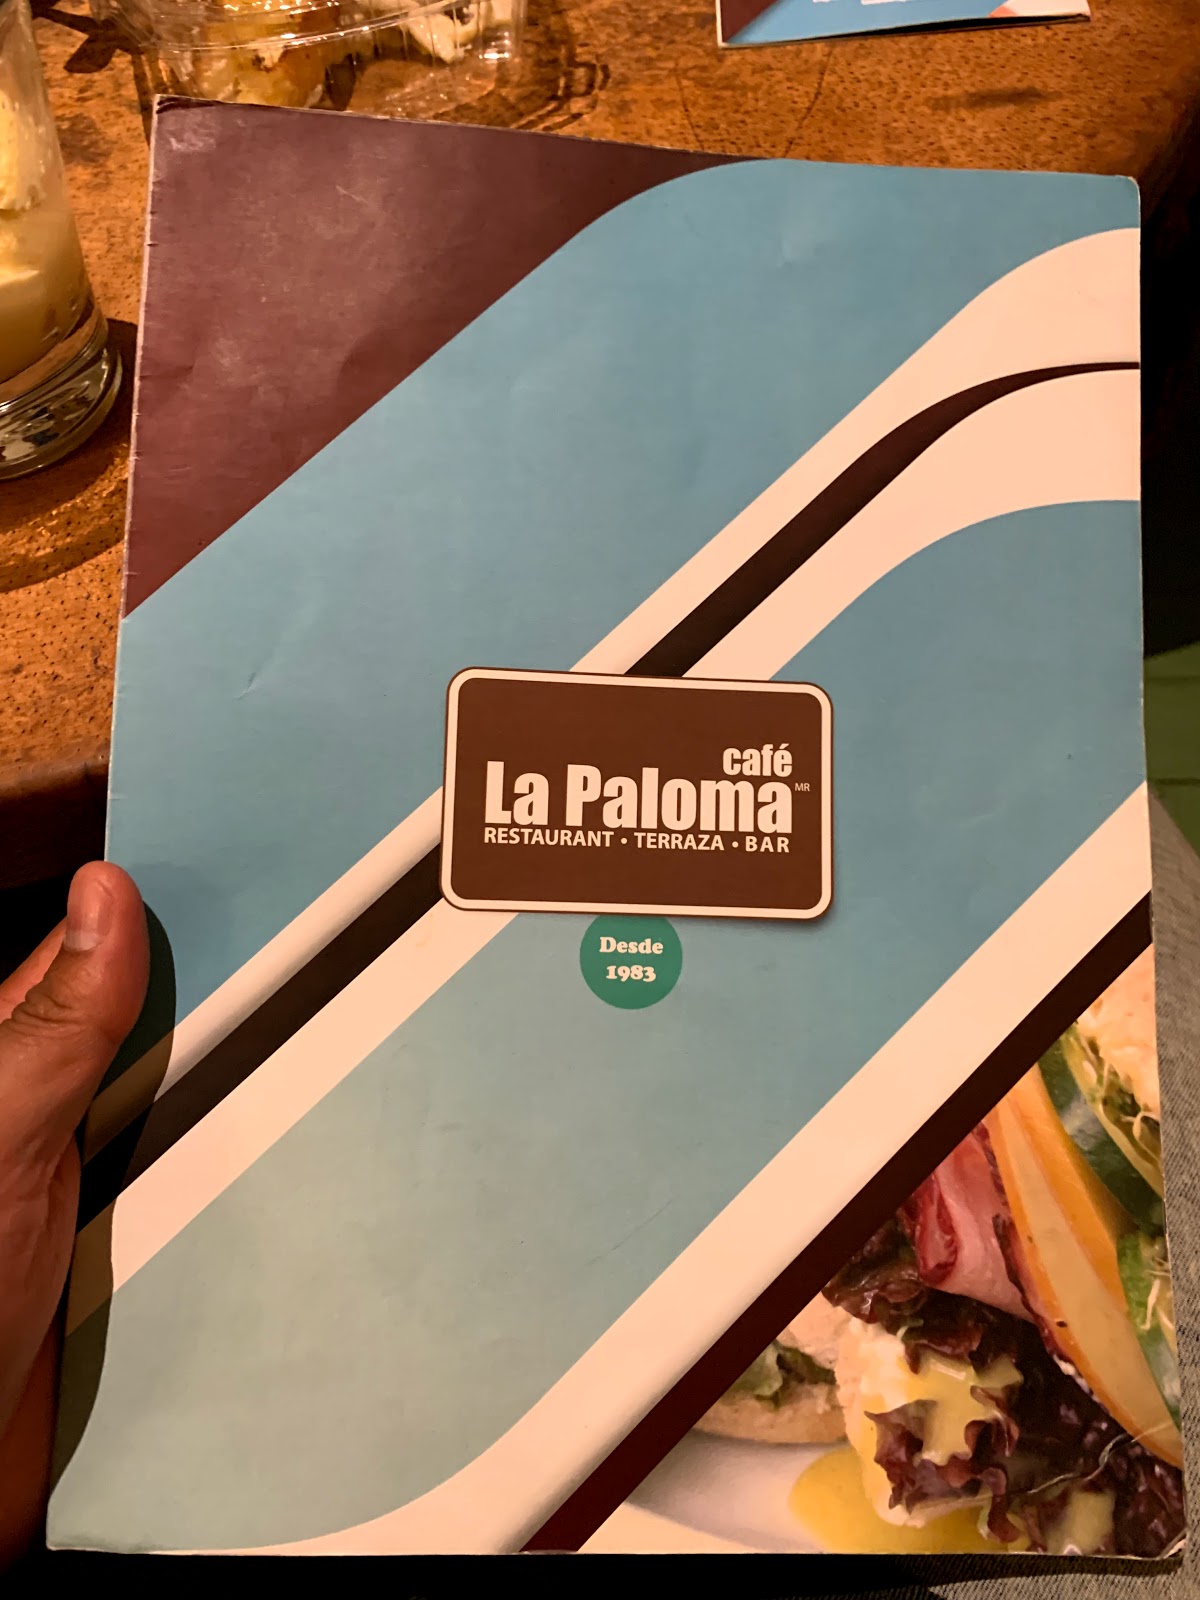 café
La Paloma MR
RESTAURANT • TERRAZA • BAR
Desde
1983